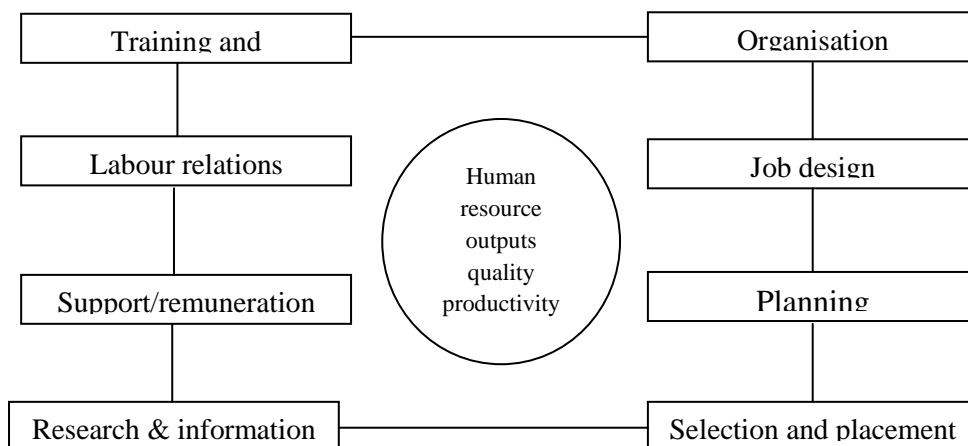 Training and
Organisation
Labour relations
Job design
Human
resource
outputs
quality
productivity
Support/remuneration
Planning
Research & information
Selection and placement